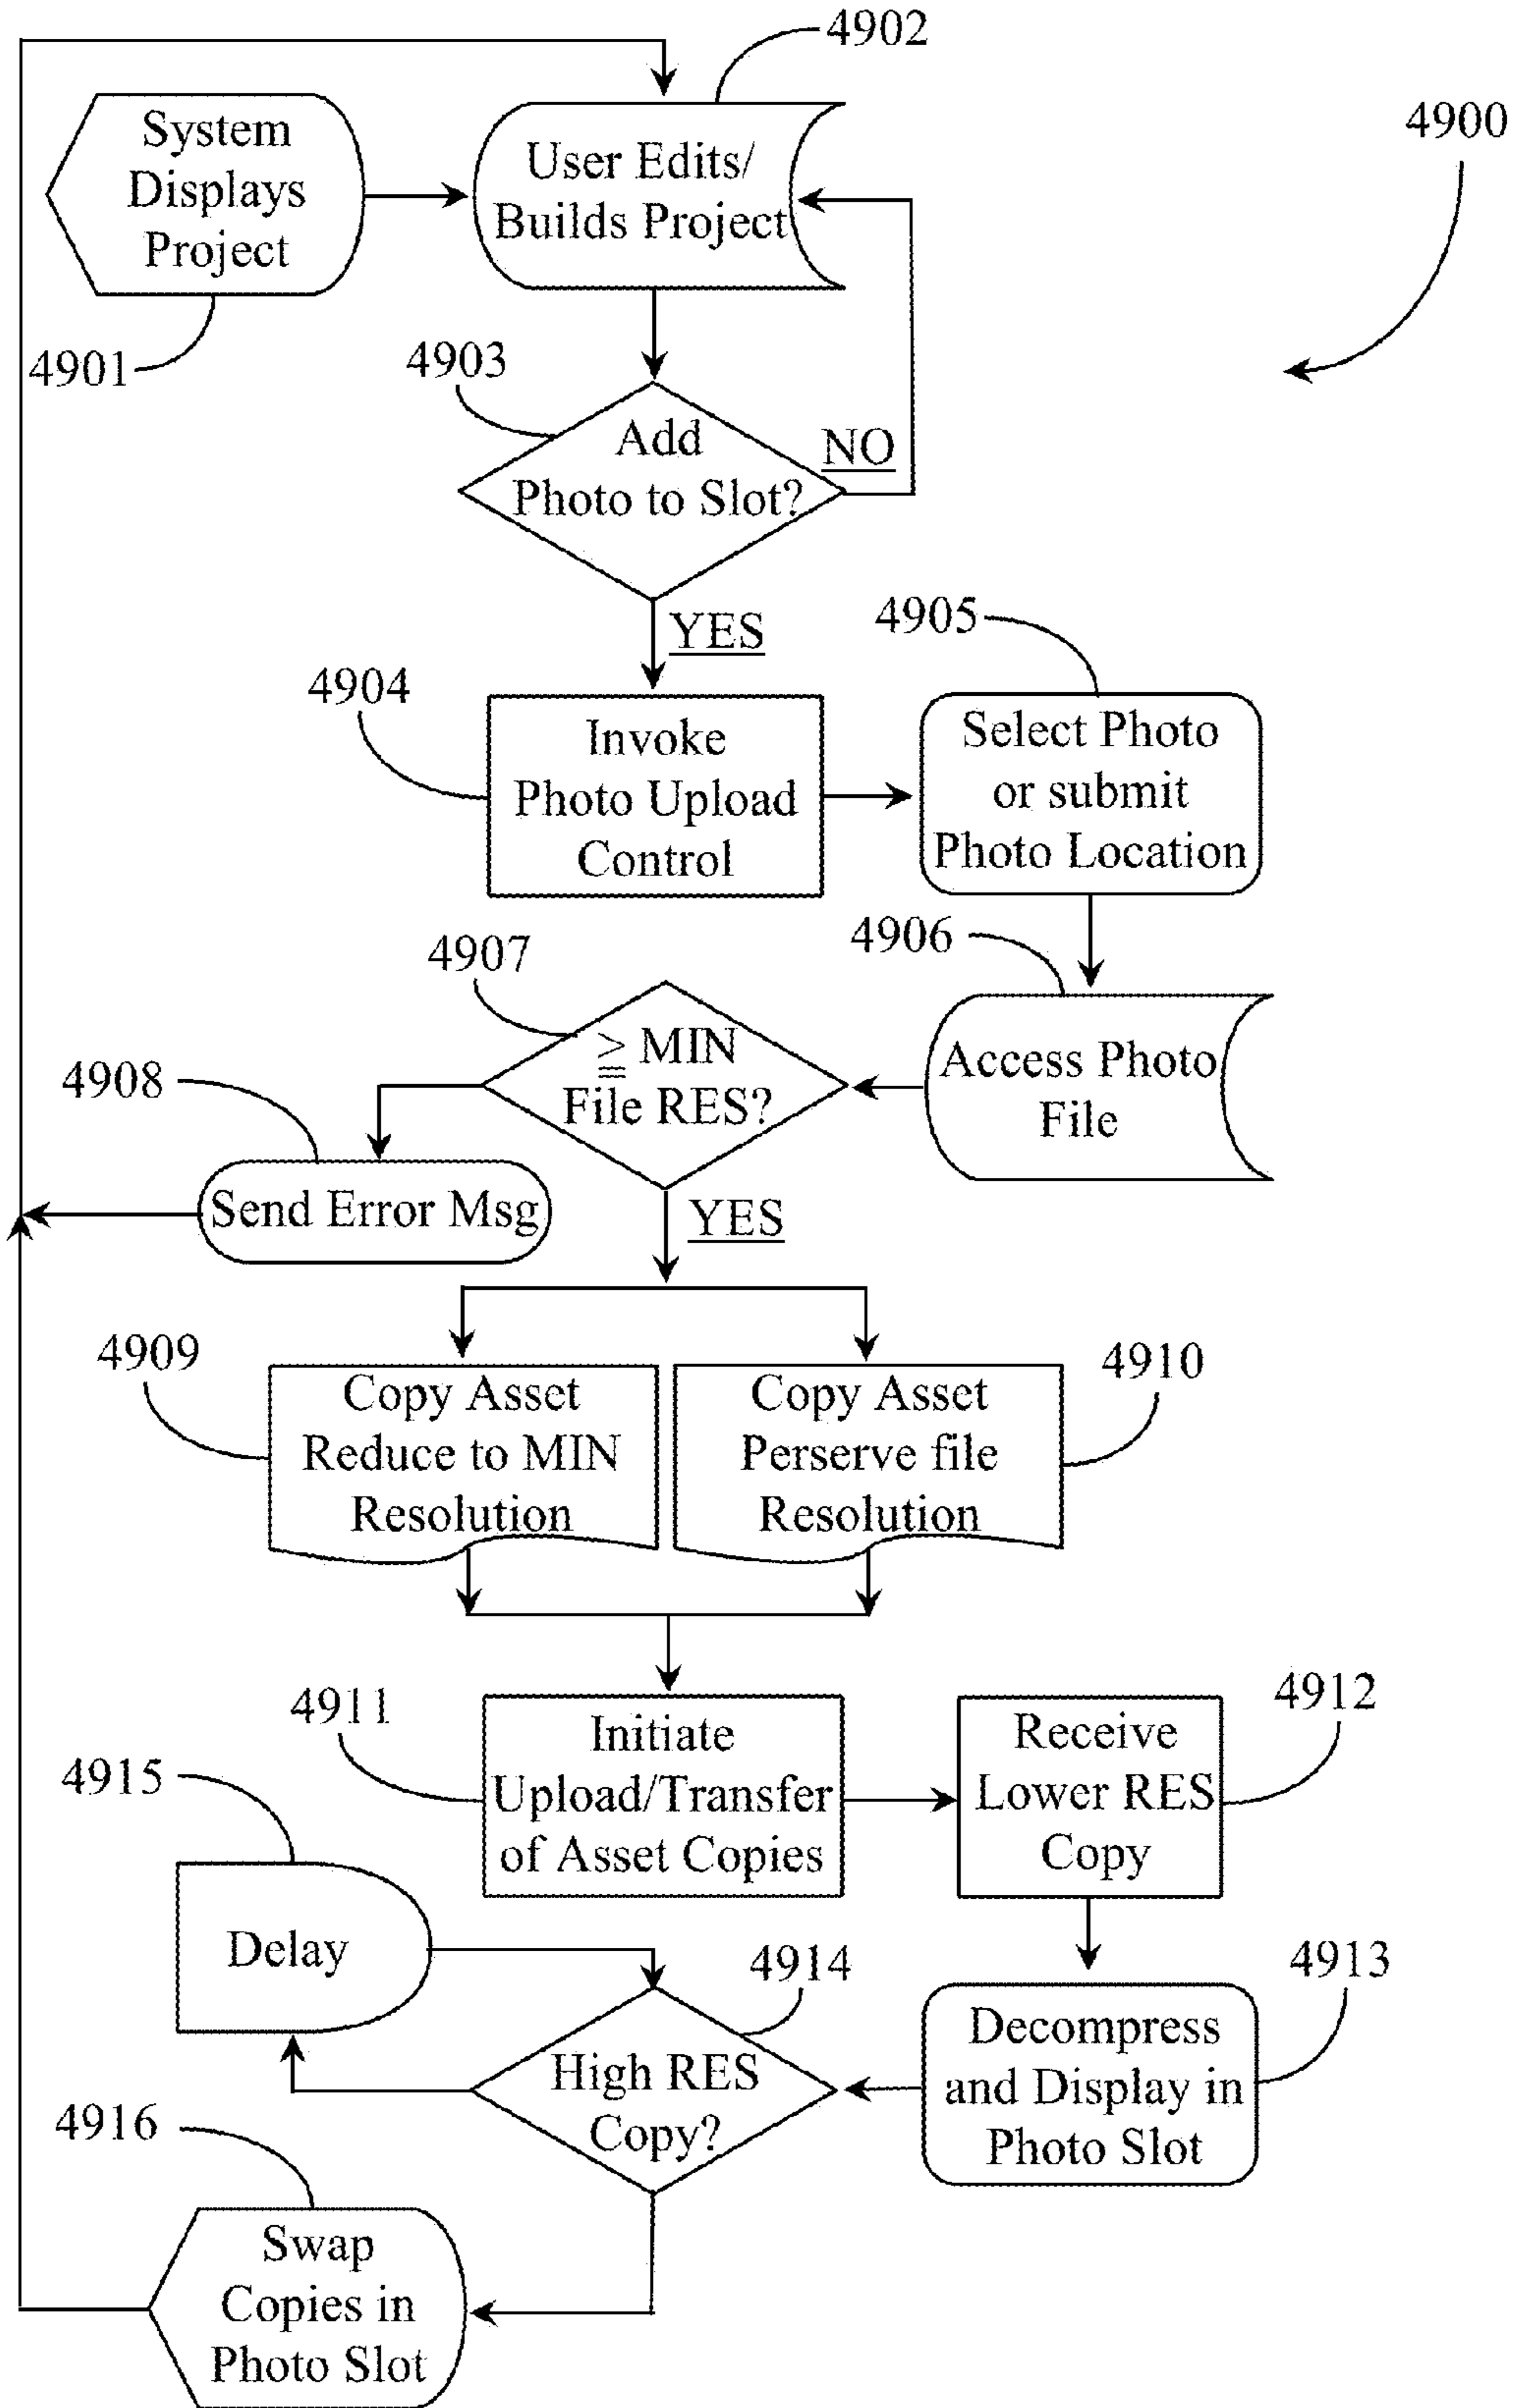 4902
4900
System
Displays
Project
User Edits/
Builds Project
4901
4903
Add
Photo to Slot?
NO
YES
4905
4904
Invoke
Photo Upload
Control
Select Photo
or submit
Photo Location
4906
4907
≧ MIN
File RES?
Access Photo
File
4908
Send Error Msg
YES
4909
4910
Copy Asset
Reduce to MIN
Resolution
Copy Asset
Perserve file
Resolution
4911
4912
Initiate
Upload/Transfer
of Asset Copies
Receive
Lower RES
Copy
4915
Delay
4914
4913
High RES
Copy?
Decompress
and Display in
Photo Slot
4916
Swap
Copies in
Photo Slot